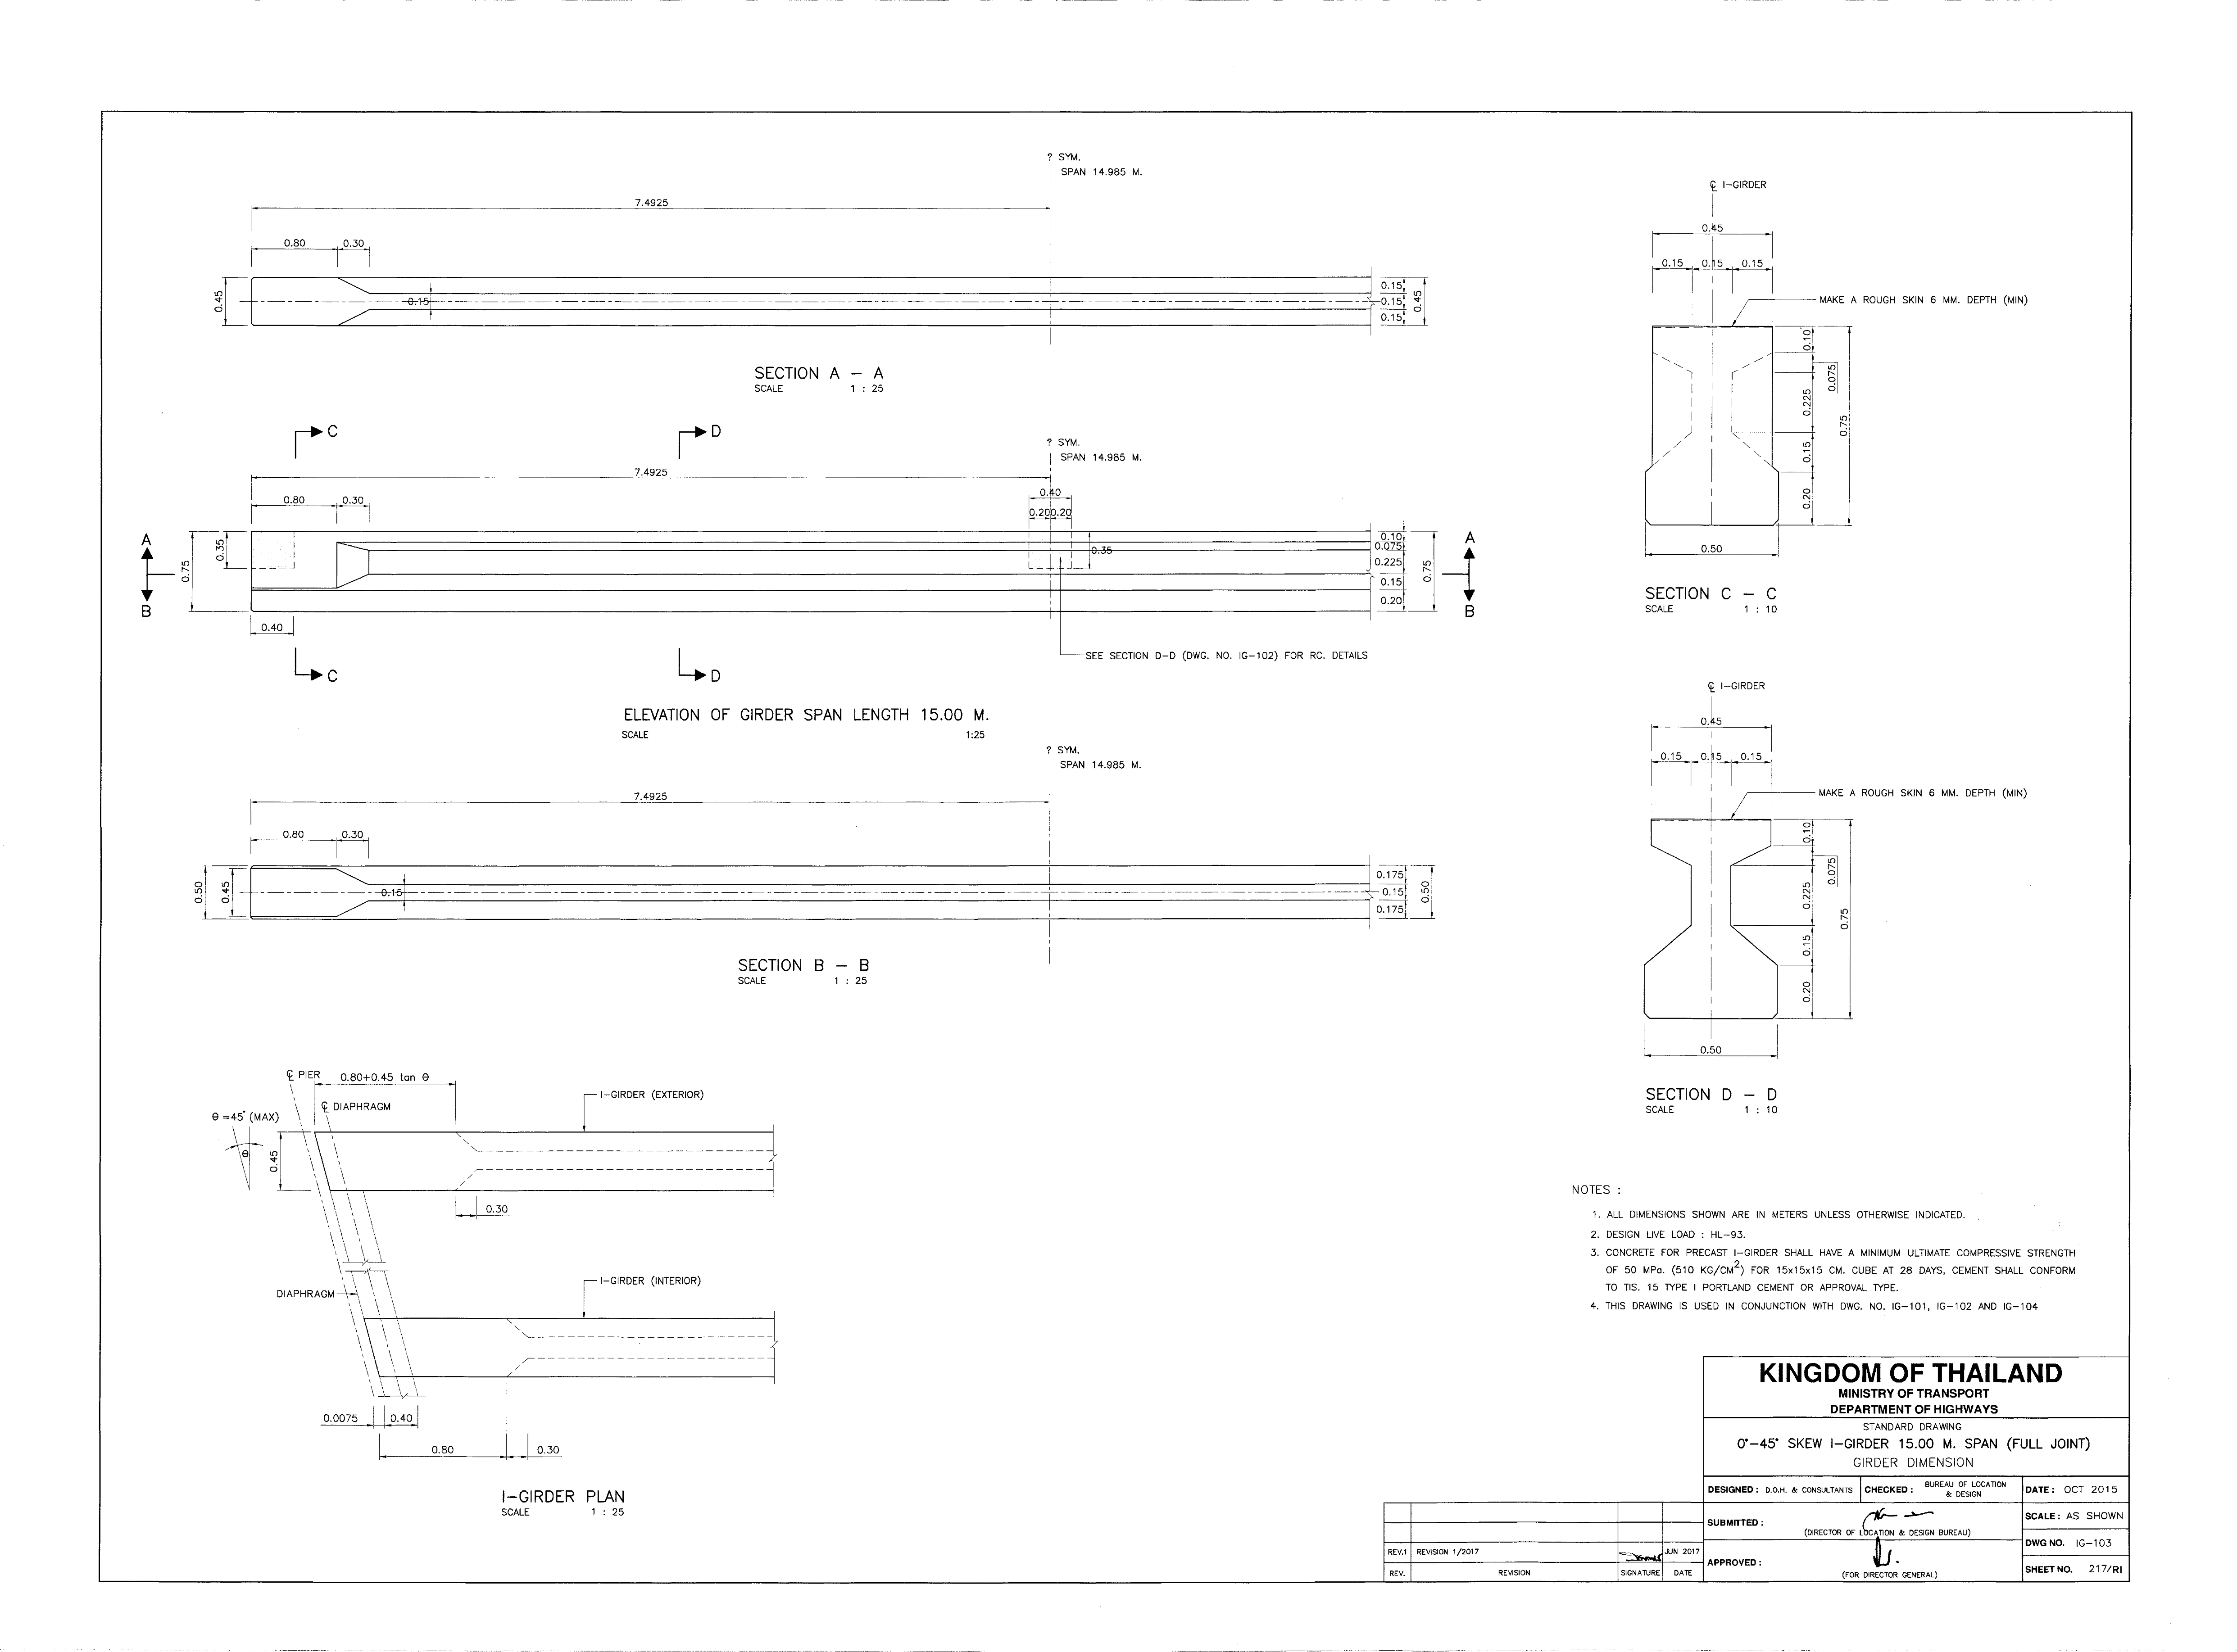 ? SYM.
SPAN 14.985 M.
7.4925
0.80
0.30
0.45
0.15
0.15
0.15
0.15
0.45
SECTION A – A
SCALE 1 : 25
C
D
? SYM.
SPAN 14.985 M.
7.4925
0.80
0.30
0.40
0.20
0.20
A
B
0.75
0.35
0.35
0.10
0.075
0.225
0.15
0.20
0.75
A
B
0.40
SEE SECTION D–D (DWG. NO. IG–102) FOR RC. DETAILS
C
D
ELEVATION OF GIRDER SPAN LENGTH 15.00 M.
SCALE 1:25
? SYM.
SPAN 14.985 M.
7.4925
0.80
0.30
0.50
0.45
0.15
0.175
0.15
0.175
0.50
SECTION B – B
SCALE 1 : 25
℄ PIER
0.80+0.45 tan θ
℄ DIAPHRAGM
I–GIRDER (EXTERIOR)
θ =45° (MAX)
θ
0.45
0.30
I–GIRDER (INTERIOR)
DIAPHRAGM
0.0075
0.40
0.80
0.30
I–GIRDER PLAN
SCALE 1 : 25
℄ I–GIRDER
0.45
0.15
0.15
0.15
MAKE A ROUGH SKIN 6 MM. DEPTH (MIN)
0.10
0.075
0.225
0.75
0.15
0.20
0.50
SECTION C – C
SCALE 1 : 10
℄ I–GIRDER
0.45
0.15
0.15
0.15
MAKE A ROUGH SKIN 6 MM. DEPTH (MIN)
0.10
0.075
0.225
0.75
0.15
0.20
0.50
SECTION D – D
SCALE 1 : 10
NOTES :
1. ALL DIMENSIONS SHOWN ARE IN METERS UNLESS OTHERWISE INDICATED.
2. DESIGN LIVE LOAD : HL–93.
3. CONCRETE FOR PRECAST I–GIRDER SHALL HAVE A MINIMUM ULTIMATE COMPRESSIVE STRENGTH
OF 50 MPa. (510 KG/CM²) FOR 15x15x15 CM. CUBE AT 28 DAYS, CEMENT SHALL CONFORM
TO TIS. 15 TYPE I PORTLAND CEMENT OR APPROVAL TYPE.
4. THIS DRAWING IS USED IN CONJUNCTION WITH DWG. NO. IG–101, IG–102 AND IG–104
KINGDOM OF THAILAND
MINISTRY OF TRANSPORT
DEPARTMENT OF HIGHWAYS
STANDARD DRAWING
0°–45° SKEW I–GIRDER 15.00 M. SPAN (FULL JOINT)
GIRDER DIMENSION
DESIGNED : D.O.H. & CONSULTANTS
CHECKED : BUREAU OF LOCATION
& DESIGN
DATE : OCT 2015
SUBMITTED :
(DIRECTOR OF LOCATION & DESIGN BUREAU)
SCALE : AS SHOWN
DWG NO. IG–103
APPROVED :
(FOR DIRECTOR GENERAL)
SHEET NO. 217/R1
REV.1 REVISION 1/2017 JUN 2017
REV. REVISION SIGNATURE DATE